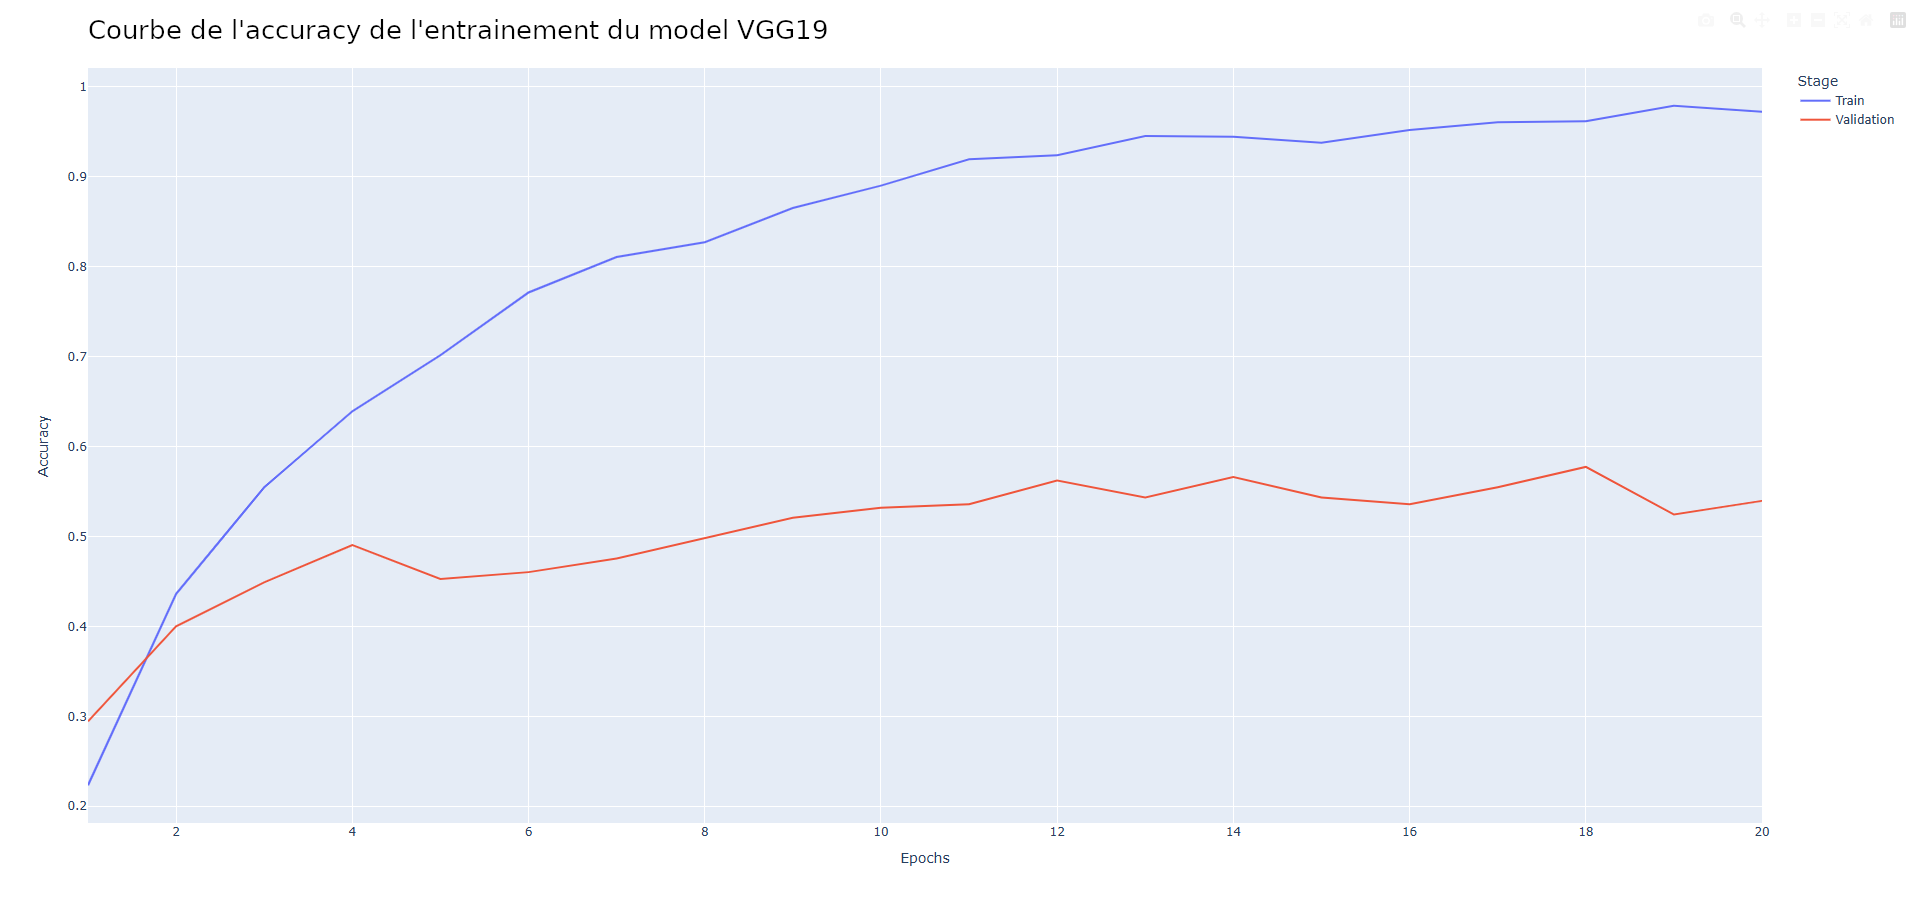 Courbe de l'accuracy de l'entrainement du model VGG19
Stage
Train
Validation
1
0.9
0.8
0.7
0.6
0.5
0.4
0.3
0.2
Accuracy
2 4 6 8 10 12 14 16 18 20
Epochs